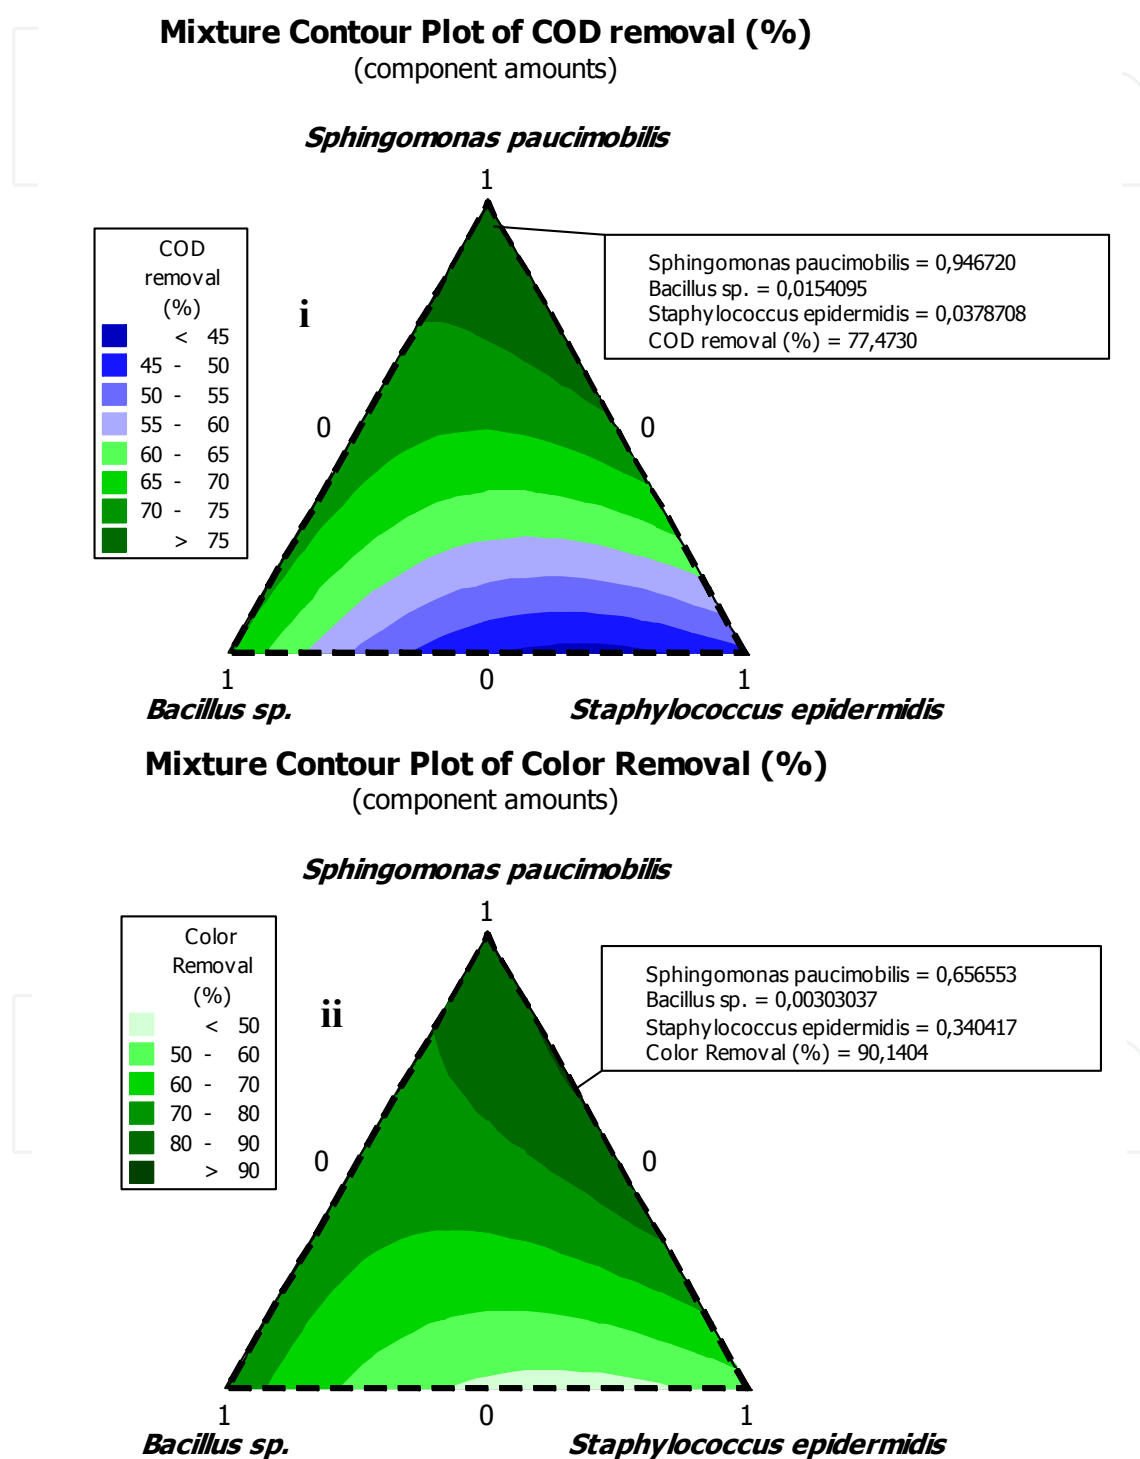 Mixture Contour Plot of COD removal (%)
(component amounts)
Sphingomonas paucimobilis
1
COD
removal
(%)
< 45
45 - 50
50 - 55
55 - 60
60 - 65
65 - 70
70 - 75
> 75
i
Sphingomonas paucimobilis = 0,946720
Bacillus sp. = 0,0154095
Staphylococcus epidermidis = 0,0378708
COD removal (%) = 77,4730
0
0
1
0
1
Bacillus sp.
Staphylococcus epidermidis
Mixture Contour Plot of Color Removal (%)
(component amounts)
Sphingomonas paucimobilis
1
Color
Removal
(%)
< 50
50 - 60
60 - 70
70 - 80
80 - 90
> 90
ii
Sphingomonas paucimobilis = 0,656553
Bacillus sp. = 0,00303037
Staphylococcus epidermidis = 0,340417
Color Removal (%) = 90,1404
0
0
1
0
1
Bacillus sp.
Staphylococcus epidermidis